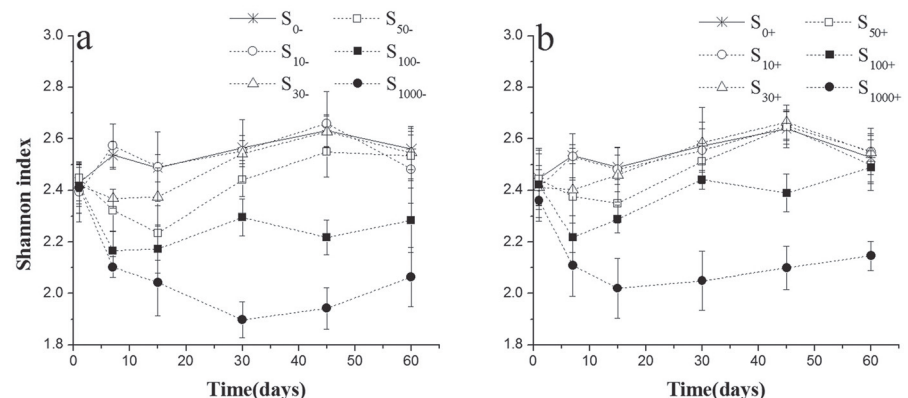 a
S0- S50-
S10- S100-
S30- S1000-
3.0
2.8
2.6
2.4
2.2
2.0
1.8
Shannon index
0 10 20 30 40 50 60
Time(days)
b
S0+ S50+
S10+ S100+
S30+ S1000+
3.0
2.8
2.6
2.4
2.2
2.0
1.8
0 10 20 30 40 50 60
Time(days)